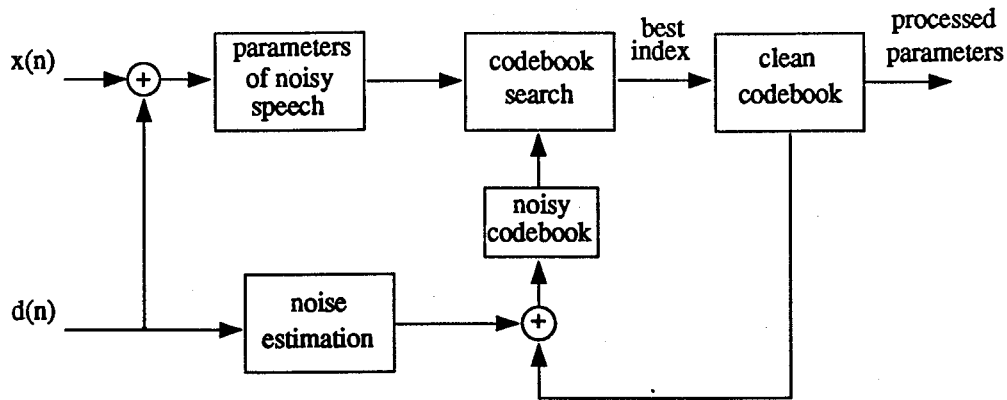 x(n)
+
parameters
of noisy
speech
codebook
search
best
index
clean
codebook
processed
parameters
noisy
codebook
d(n)
noise
estimation
+